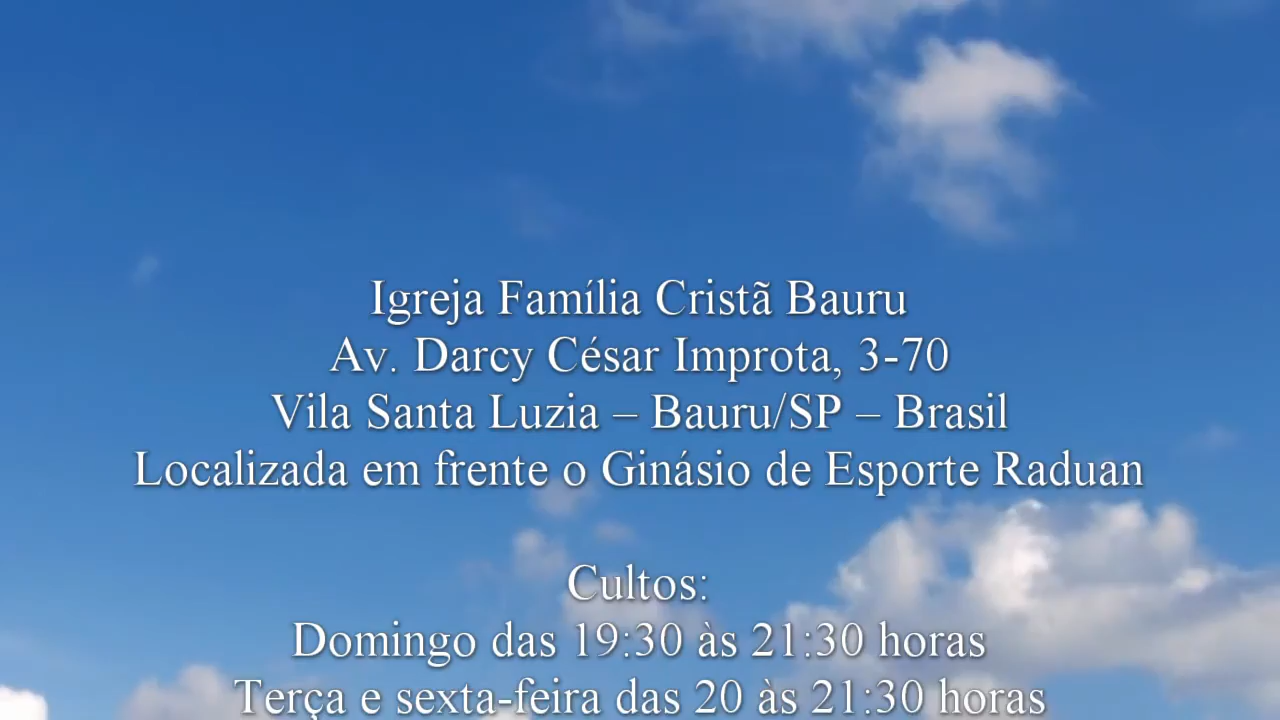 Igreja Família Cristã Bauru
Av. Darcy César Improta, 3-70
Vila Santa Luzia – Bauru/SP – Brasil
Localizada em frente o Ginásio de Esporte Raduan
Cultos:
Domingo das 19:30 às 21:30 horas
Terça e sexta-feira das 20 às 21:30 horas